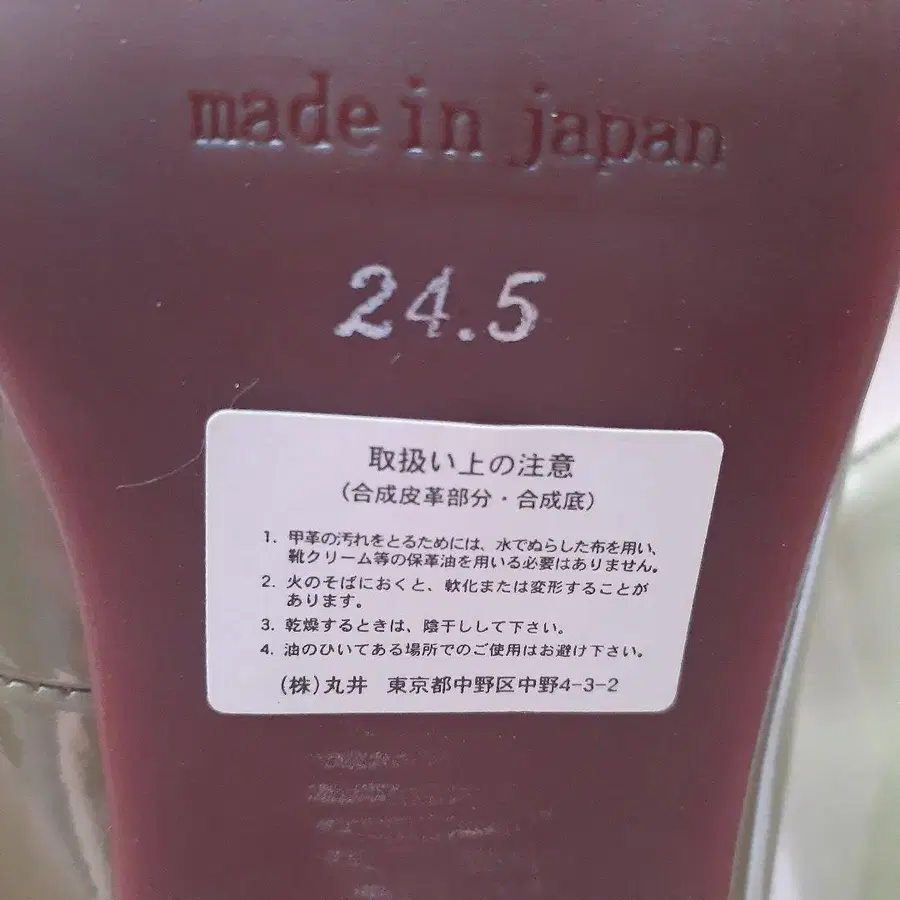 made in japan
24.5
取扱い上の注意
(合成皮革部分・合成底)
1. 甲革の汚れをとるためには、水でぬらした布を用い、
靴クリーム等の保革油を用いる必要はありません。
2. 火のそばにおくと、軟化または変形することが
あります。
3. 乾燥するときは、陰干しして下さい。
4. 油のひいてある場所でのご使用はお避け下さい。
(株)丸井 東京都中野区中野4-3-2